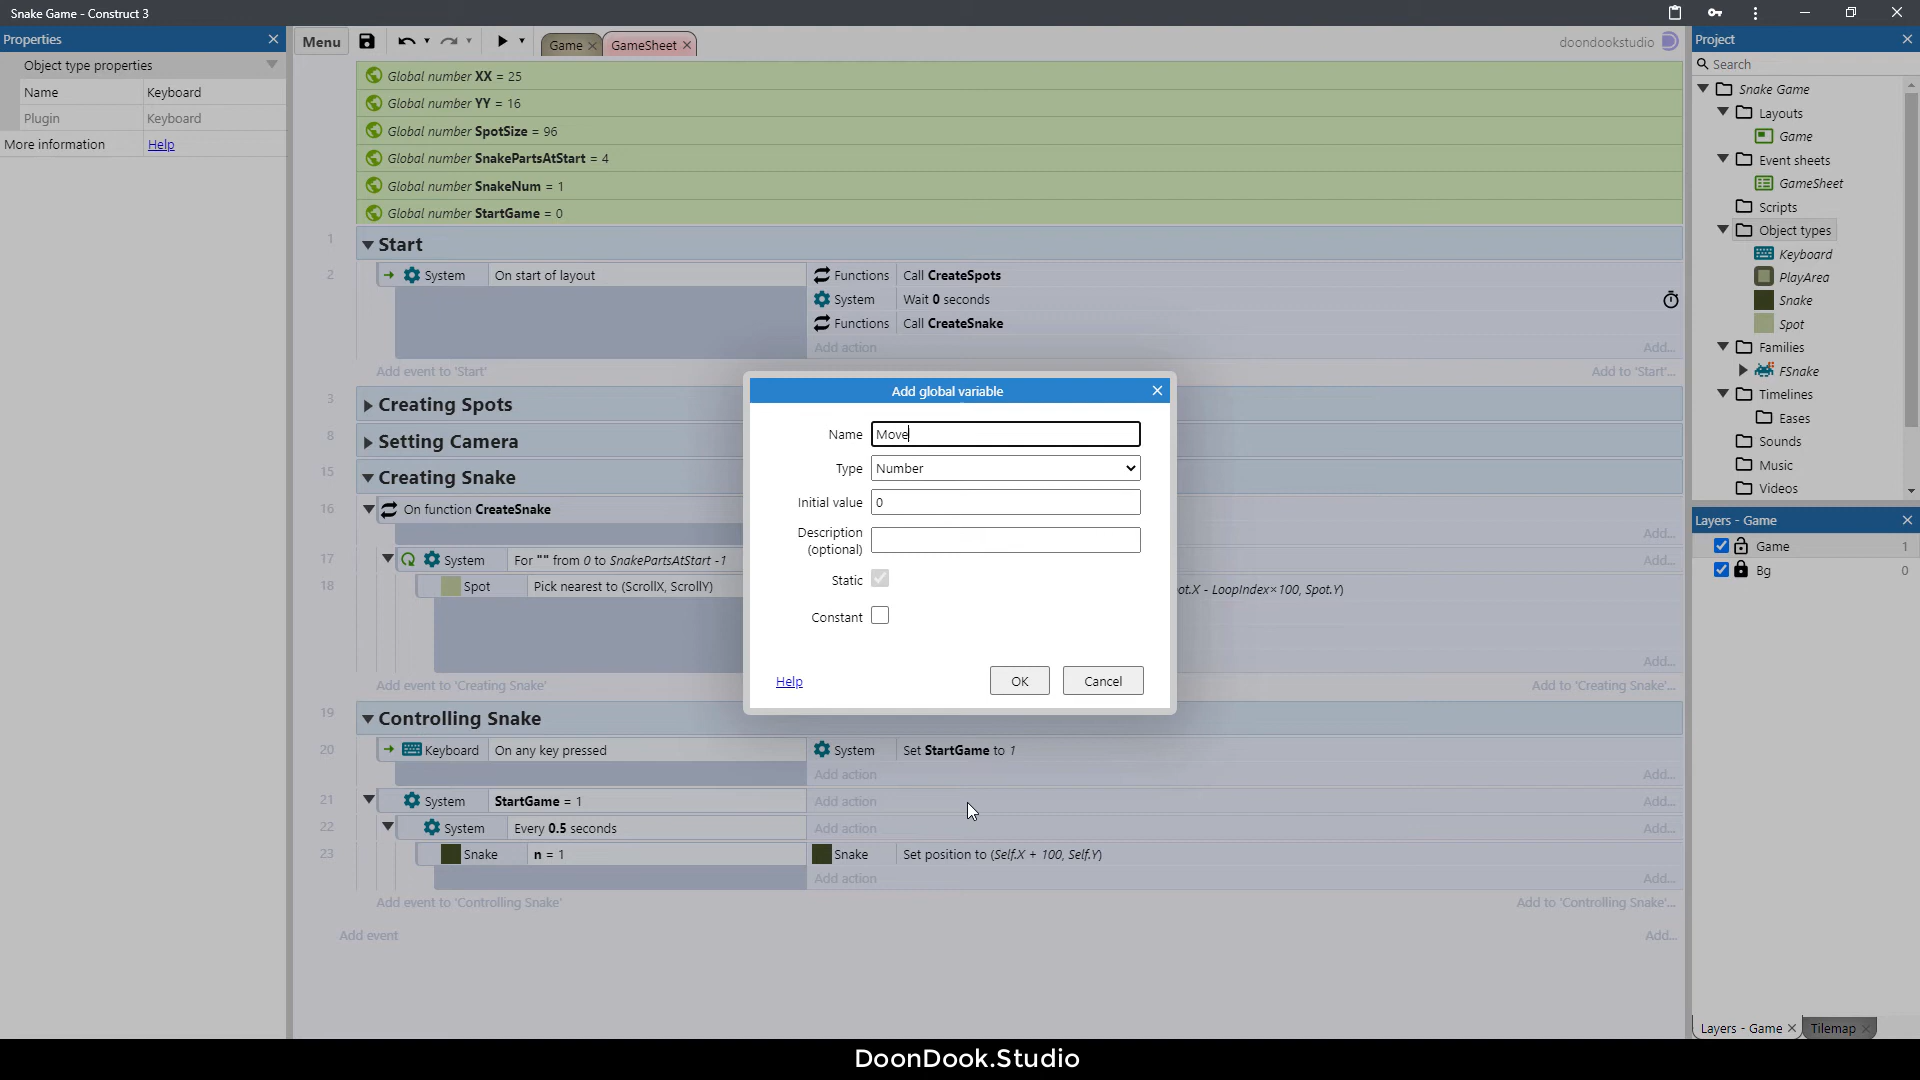 Snake Game - Construct 3
Properties
Object type properties
Name Keyboard
Plugin Keyboard
More information Help
Menu
Game
GameSheet
doondookstudio
Global number XX = 25
Global number YY = 16
Global number SpotSize = 96
Global number SnakePartsAtStart = 4
Global number SnakeNum = 1
Global number StartGame = 0
1 Start
2 System On start of layout Functions Call CreateSpots
System Wait 0 seconds
Functions Call CreateSnake
Add action Add...
Add event to 'Start' Add to 'Start'...
3 Creating Spots
8 Setting Camera
15 Creating Snake
16 On function CreateSnake
Add...
17 System For "" from 0 to SnakePartsAtStart -1
Add...
18 Spot Pick nearest to (ScrollX, ScrollY) ot.X - LoopIndex×100, Spot.Y)
Add...
Add event to 'Creating Snake' Add to 'Creating Snake'...
19 Controlling Snake
20 Keyboard On any key pressed System Set StartGame to 1
Add action Add...
21 System StartGame = 1 Add action Add...
22 System Every 0.5 seconds Add action Add...
23 Snake n = 1 Snake Set position to (Self.X + 100, Self.Y)
Add action Add...
Add event to 'Controlling Snake' Add to 'Controlling Snake'...
Add event Add...
Add global variable
Name Move
Type Number
Initial value 0
Description
(optional)
Static
Constant
Help OK Cancel
Project
Search
Snake Game
Layouts
Game
Event sheets
GameSheet
Scripts
Object types
Keyboard
PlayArea
Snake
Spot
Families
FSnake
Timelines
Eases
Sounds
Music
Videos
Layers - Game
Game 1
Bg 0
Layers - Game
Tilemap
DoonDook.Studio